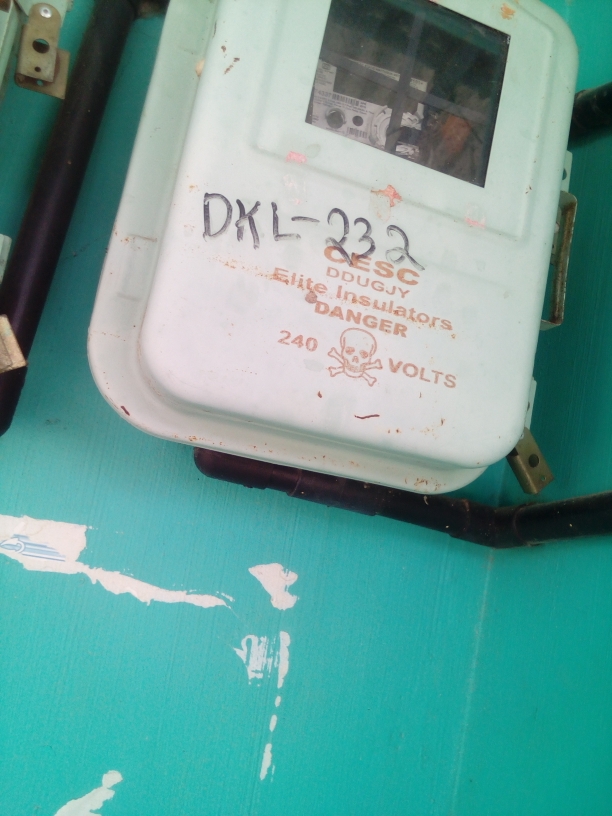 DKL-232
CESC
DDUGJY
Elite Insulators
DANGER
240 VOLTS